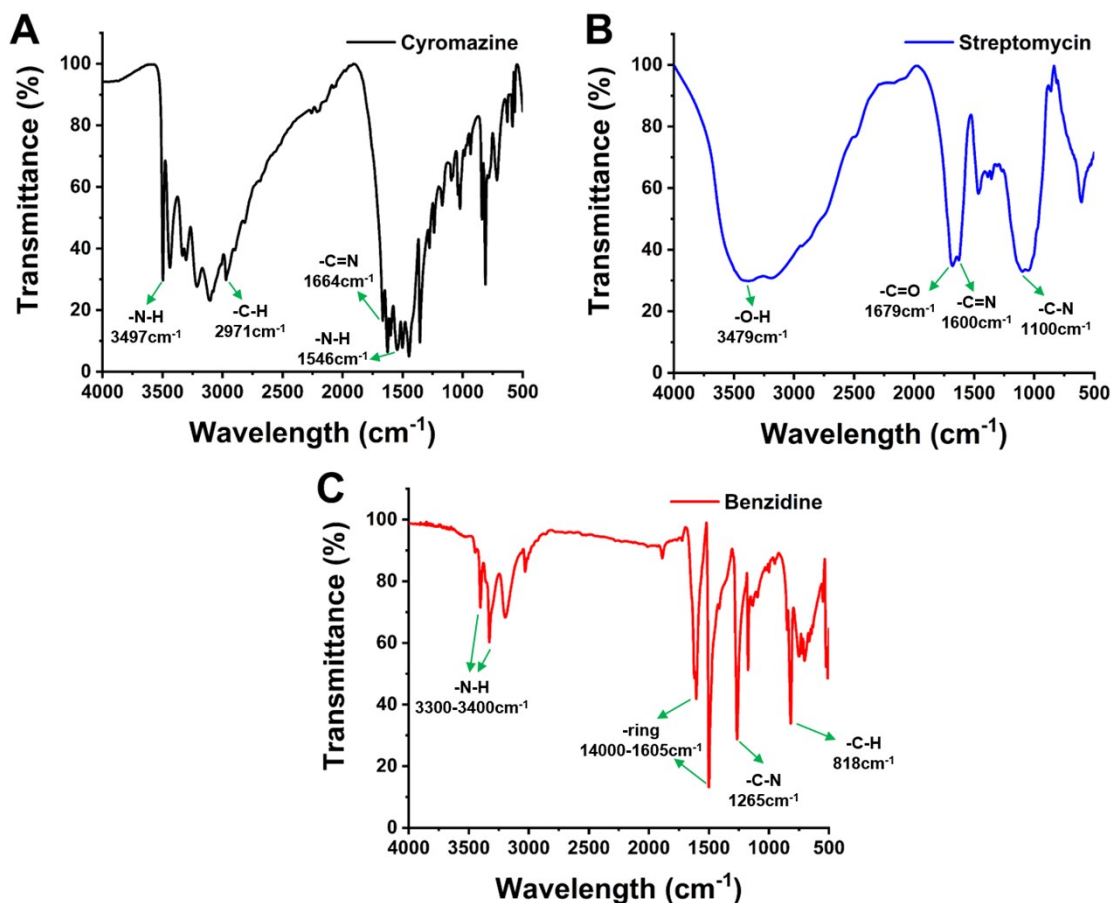 A
Cyromazine
Transmittance (%)
100
80
60
40
20
0
-N-H
3497cm⁻¹
-C-H
2971cm⁻¹
-C=N
1664cm⁻¹
-N-H
1546cm⁻¹
4000 3500 3000 2500 2000 1500 1000 500
Wavelength (cm⁻¹)
B
Streptomycin
Transmittance (%)
100
80
60
40
20
0
-O-H
3479cm⁻¹
-C=O
1679cm⁻¹
-C=N
1600cm⁻¹
-C-N
1100cm⁻¹
4000 3500 3000 2500 2000 1500 1000 500
Wavelength (cm⁻¹)
C
Benzidine
Transmittance (%)
100
80
60
40
20
0
-N-H
3300-3400cm⁻¹
-ring
14000-1605cm⁻¹
-C-N
1265cm⁻¹
-C-H
818cm⁻¹
4000 3500 3000 2500 2000 1500 1000 500
Wavelength (cm⁻¹)